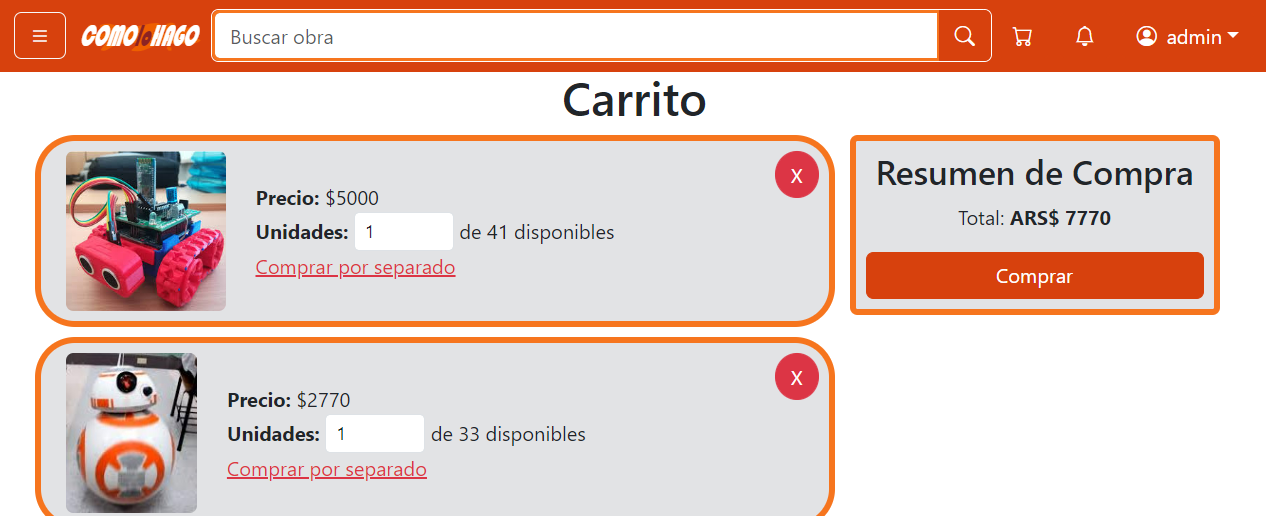 COMO lo HAGO
Buscar obra
admin
Carrito
X
Precio: $5000
Unidades: 1 de 41 disponibles
Comprar por separado
Resumen de Compra
Total: ARS$ 7770
Comprar
X
Precio: $2770
Unidades: 1 de 33 disponibles
Comprar por separado